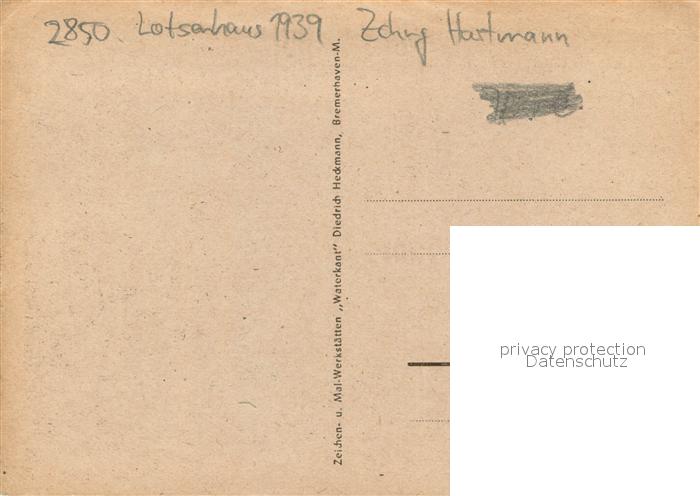 2850. Lotsenhaus 1939 Zchng Hartmann
Zeichen- u. Mal-Werkstätten „Waterkant" Diedrich Heckmann, Bremerhaven-M.
privacy protection
Datenschutz